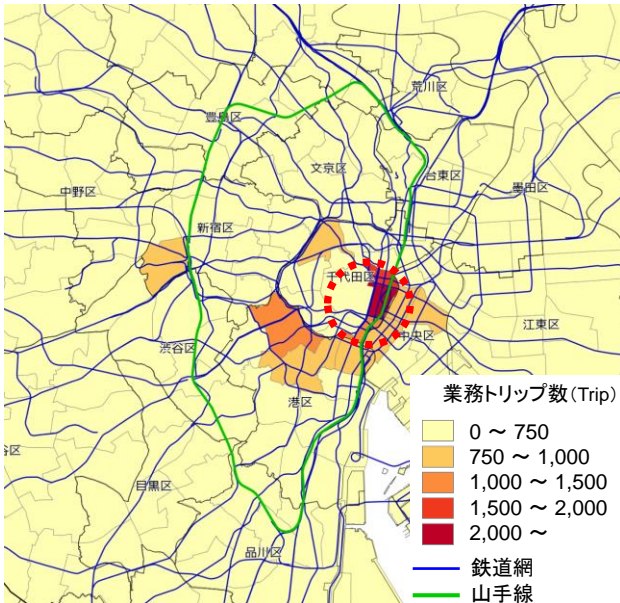 荒川区
豊島区
文京区
台東区
墨田区
中野区
新宿区
千代田区
江東区
中央区
渋谷区
港区
谷区
目黒区
品川区
業務トリップ数(Trip)
0 ~ 750
750 ~ 1,000
1,000 ~ 1,500
1,500 ~ 2,000
2,000 ~
鉄道網
山手線